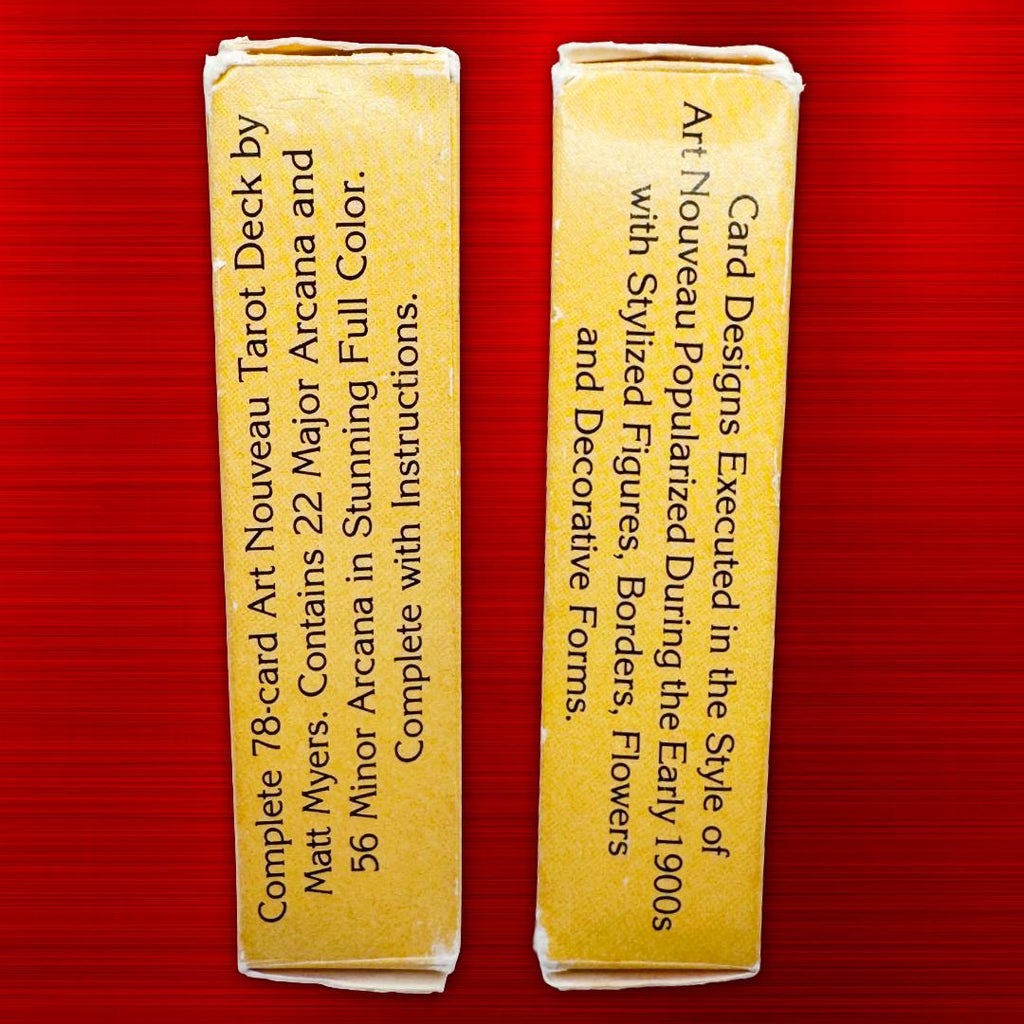 Complete 78-card Art Nouveau Tarot Deck by
Matt Myers. Contains 22 Major Arcana and
56 Minor Arcana in Stunning Full Color.
Complete with Instructions.
Card Designs Executed in the Style of
Art Nouveau Popularized During the Early 1900s
with Stylized Figures, Borders, Flowers
and Decorative Forms.